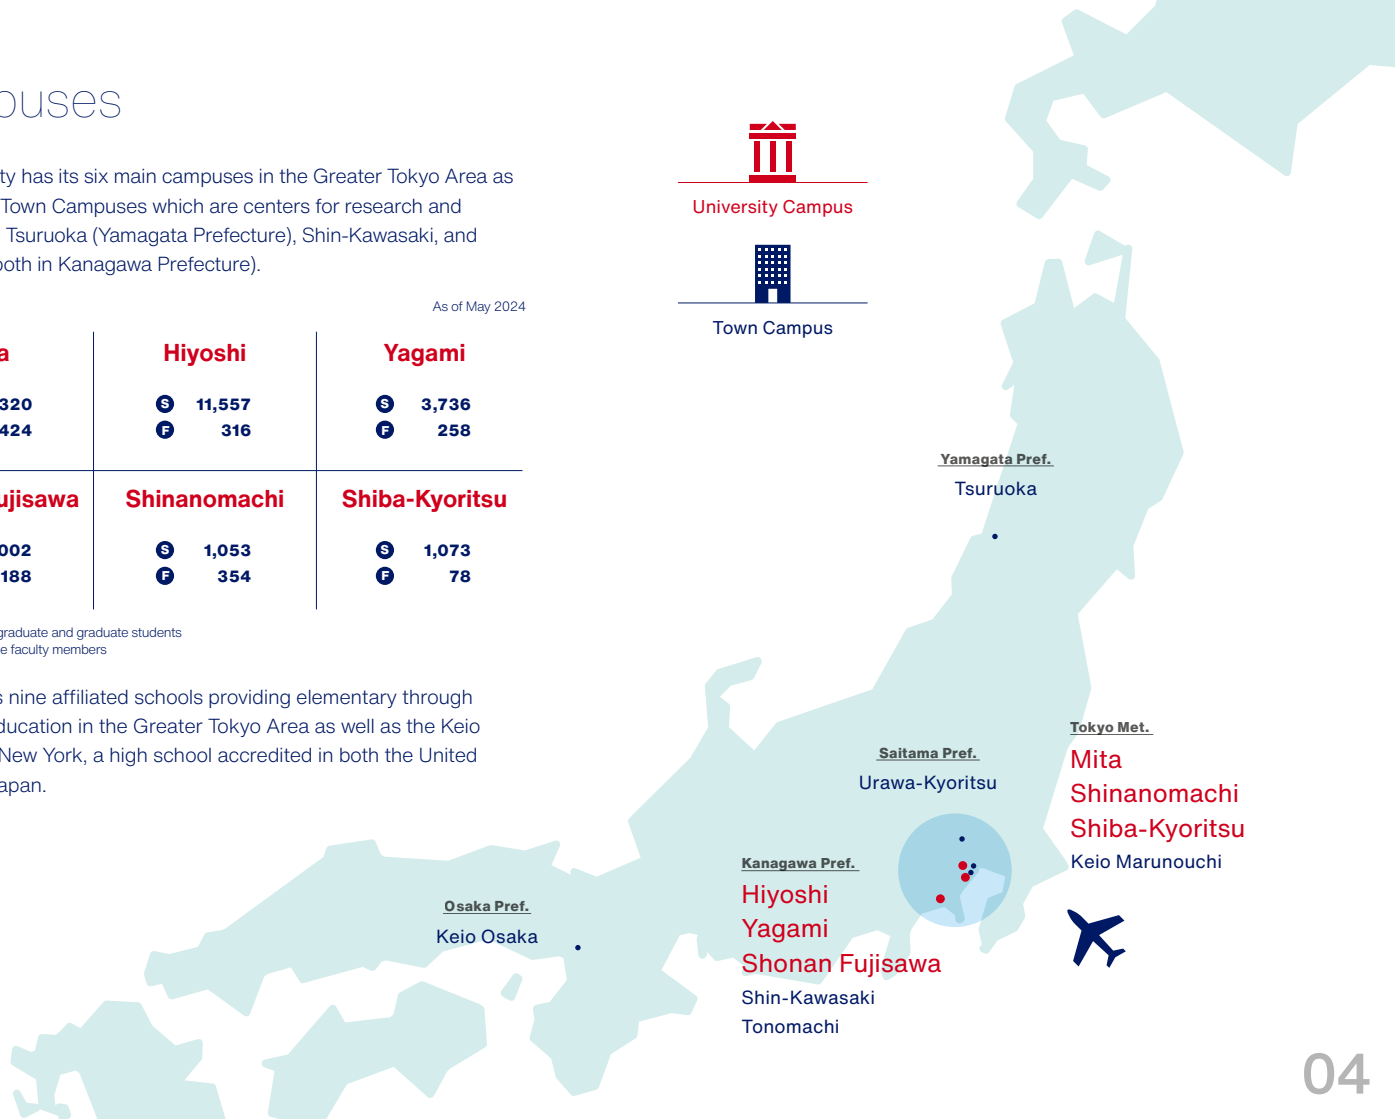 puses
ty has its six main campuses in the Greater Tokyo Area as
Town Campuses which are centers for research and
Tsuruoka (Yamagata Prefecture), Shin-Kawasaki, and
both in Kanagawa Prefecture).
As of May 2024
a
320
424
Hiyoshi
S 11,557
F 316
Yagami
S 3,736
F 258
ujisawa
002
188
Shinanomachi
S 1,053
F 354
Shiba-Kyoritsu
S 1,073
F 78
graduate and graduate students
e faculty members
s nine affiliated schools providing elementary through
ducation in the Greater Tokyo Area as well as the Keio
New York, a high school accredited in both the United
apan.
University Campus
Town Campus
Yamagata Pref.
Tsuruoka
Saitama Pref.
Urawa-Kyoritsu
Tokyo Met.
Mita
Shinanomachi
Shiba-Kyoritsu
Keio Marunouchi
Kanagawa Pref.
Hiyoshi
Yagami
Shonan Fujisawa
Shin-Kawasaki
Tonomachi
Osaka Pref.
Keio Osaka
04